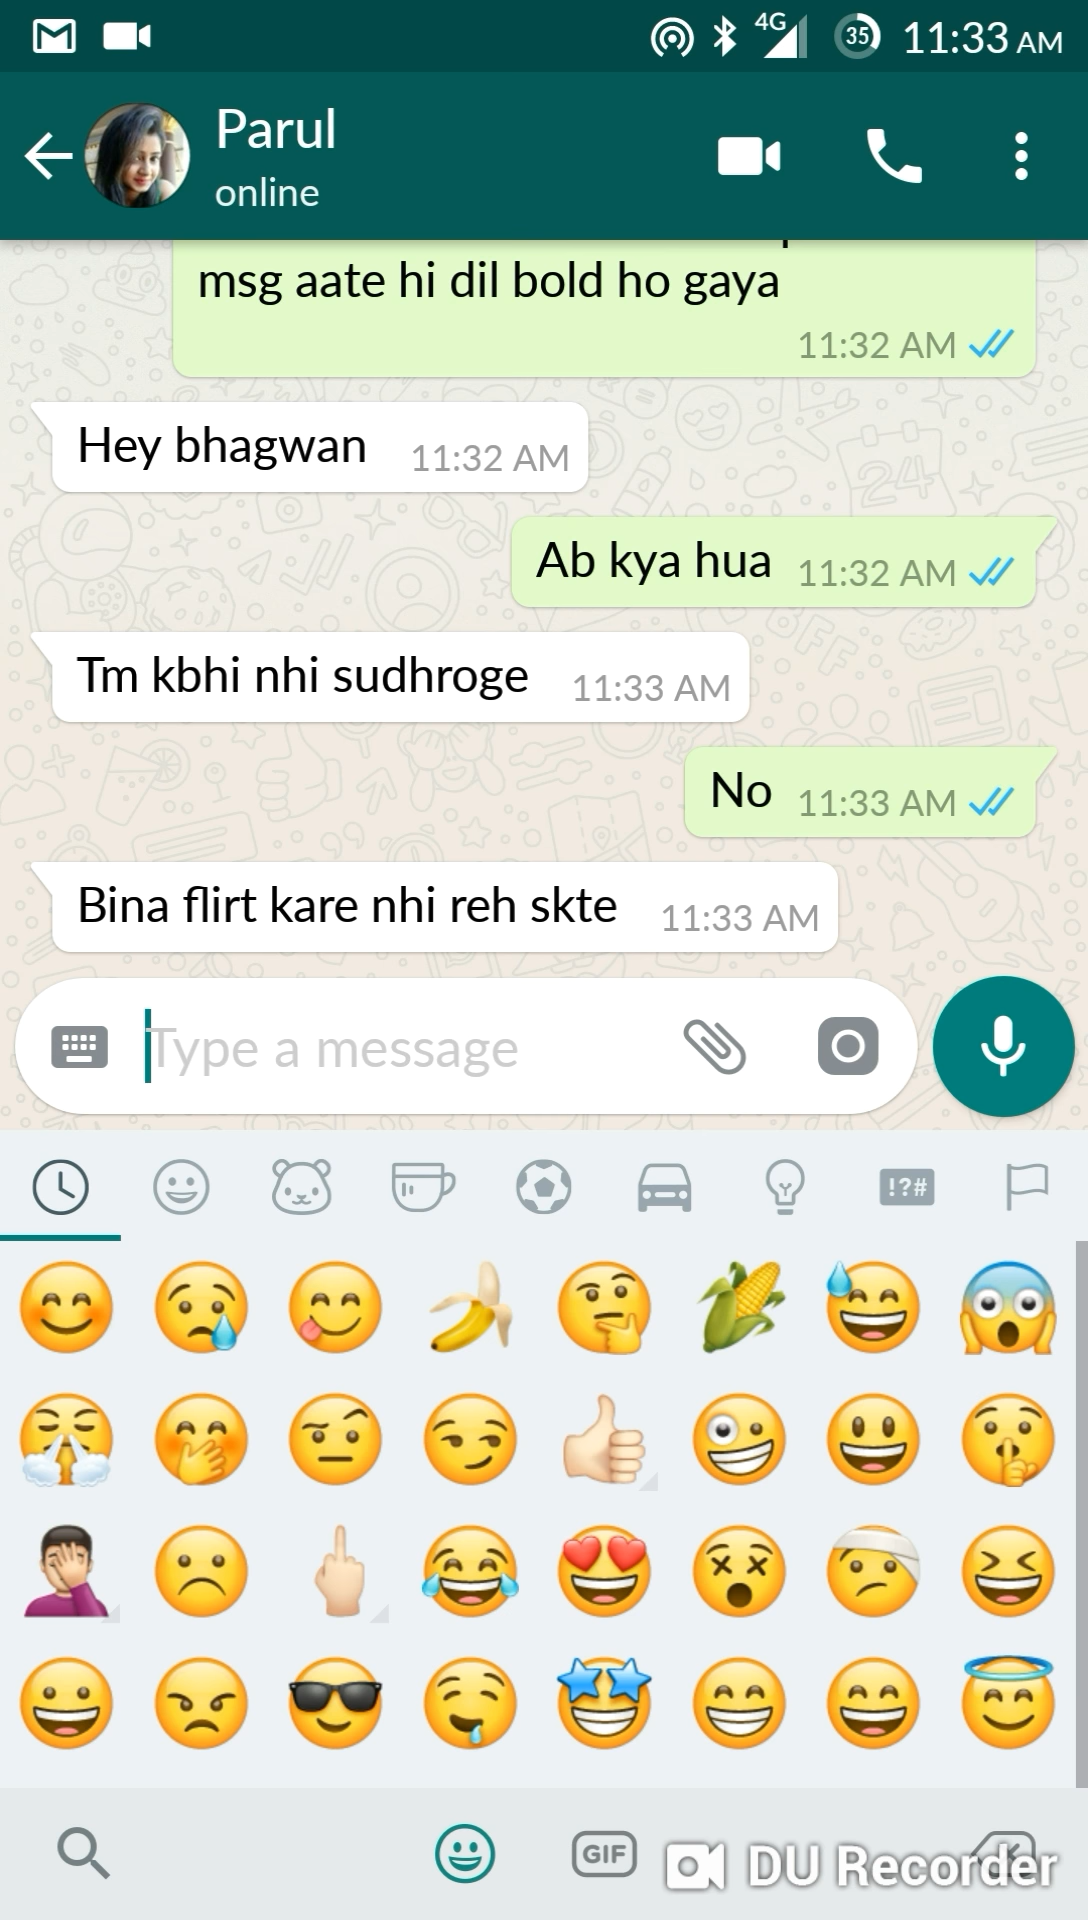 4G
35
11:33 AM
Parul
online
msg aate hi dil bold ho gaya
11:32 AM
Hey bhagwan 11:32 AM
Ab kya hua 11:32 AM
Tm kbhi nhi sudhroge 11:33 AM
No 11:33 AM
Bina flirt kare nhi reh skte 11:33 AM
Type a message
!?#
GIF
DU Recorder